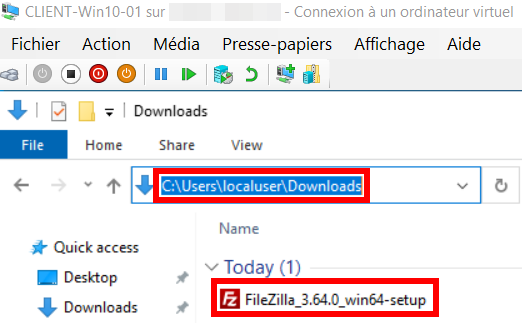 CLIENT-Win10-01 sur - Connexion à un ordinateur virtuel
Fichier Action Média Presse-papiers Affichage Aide
Downloads
File Home Share View
C:\Users\localuser\Downloads
Name
Quick access
Today (1)
Desktop
FileZilla_3.64.0_win64-setup
Downloads